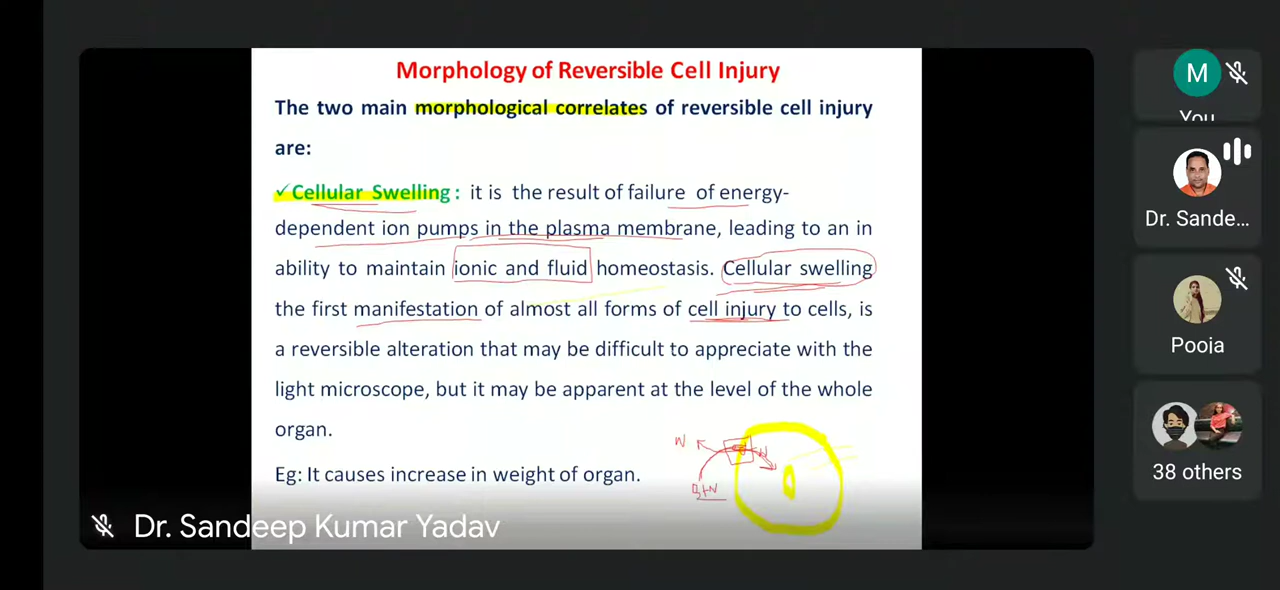 Morphology of Reversible Cell Injury
The two main morphological correlates of reversible cell injury
are:
✓Cellular Swelling : it is the result of failure of energy-
dependent ion pumps in the plasma membrane, leading to an in
ability to maintain ionic and fluid homeostasis. Cellular swelling
the first manifestation of almost all forms of cell injury to cells, is
a reversible alteration that may be difficult to appreciate with the
light microscope, but it may be apparent at the level of the whole
organ.
Eg: It causes increase in weight of organ.
N
Dr. Sandeep Kumar Yadav
M
You
Dr. Sande...
Pooja
38 others